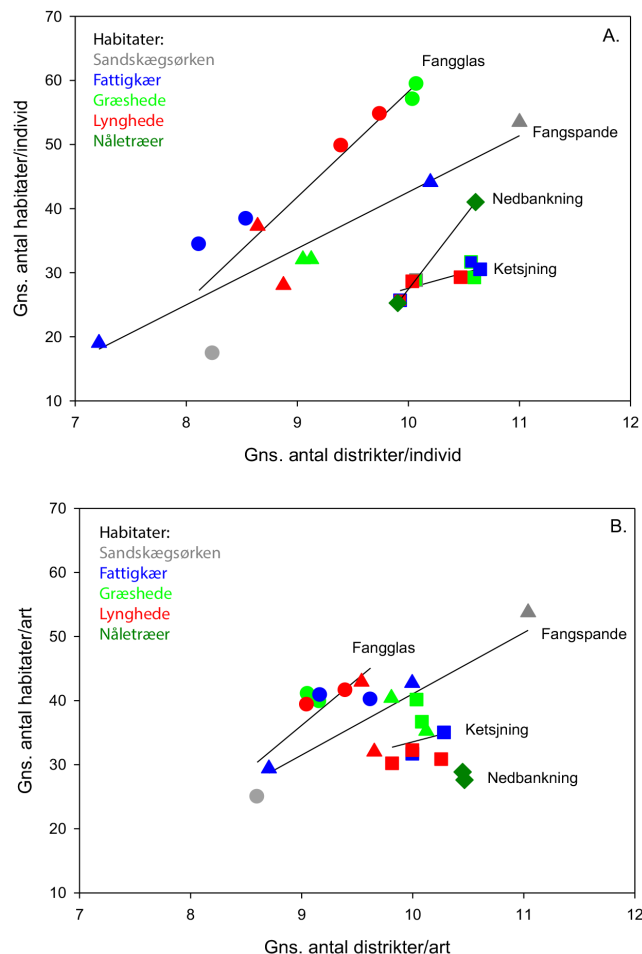 A.
Habitater:
Sandskægsørken
Fattigkær
Græshede
Lynghede
Nåletræer
Fangglas
Fangspande
Nedbankning
Ketsjning
70
60
50
40
30
20
10
7 8 9 10 11 12
Gns. antal habitater/individ
Gns. antal distrikter/individ
B.
Habitater:
Sandskægsørken
Fattigkær
Græshede
Lynghede
Nåletræer
Fangglas
Fangspande
Ketsjning
Nedbankning
70
60
50
40
30
20
10
7 8 9 10 11 12
Gns. antal habitater/art
Gns. antal distrikter/art